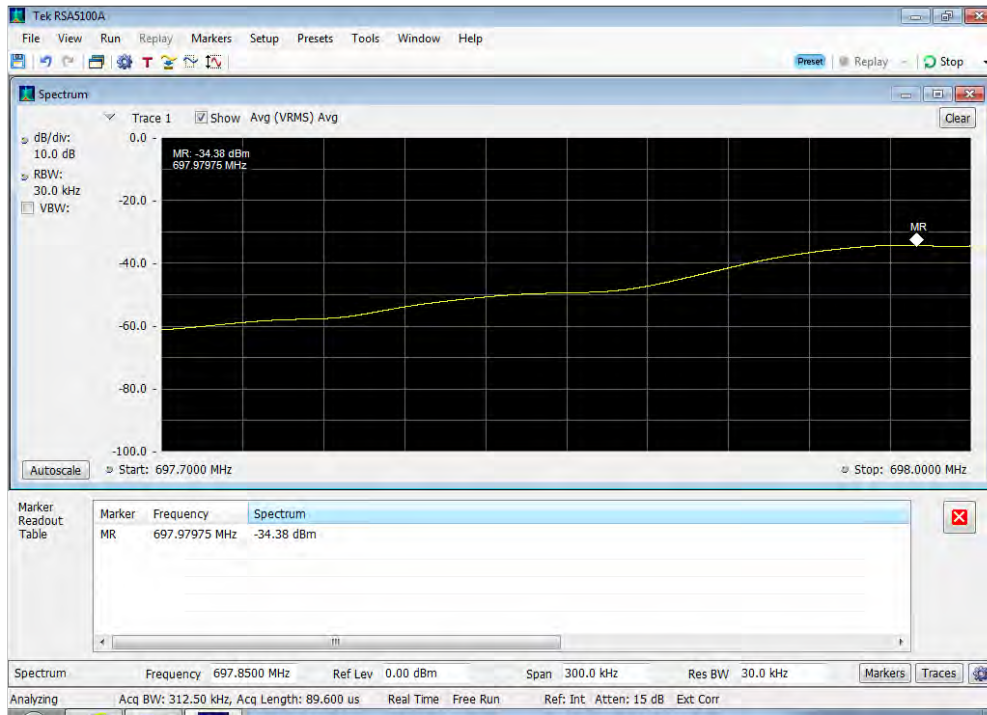 Tek RSA5100A
File View Run Replay Markers Setup Presets Tools Window Help
T Preset Replay Stop
Spectrum
Trace 1 Show Avg (VRMS) Avg Clear
dB/div:
10.0 dB
RBW:
30.0 kHz
VBW:
0.0
MR: -34.38 dBm
697.97975 MHz
-20.0
MR
-40.0
-60.0
-80.0
-100.0
Autoscale Start: 697.7000 MHz Stop: 698.0000 MHz
Marker Readout Table
Marker Frequency Spectrum
MR 697.97975 MHz -34.38 dBm
Spectrum Frequency 697.8500 MHz Ref Lev 0.00 dBm Span 300.0 kHz Res BW 30.0 kHz Markers Traces
Analyzing Acq BW: 312.50 kHz, Acq Length: 89.600 us Real Time Free Run Ref: Int Atten: 15 dB Ext Corr